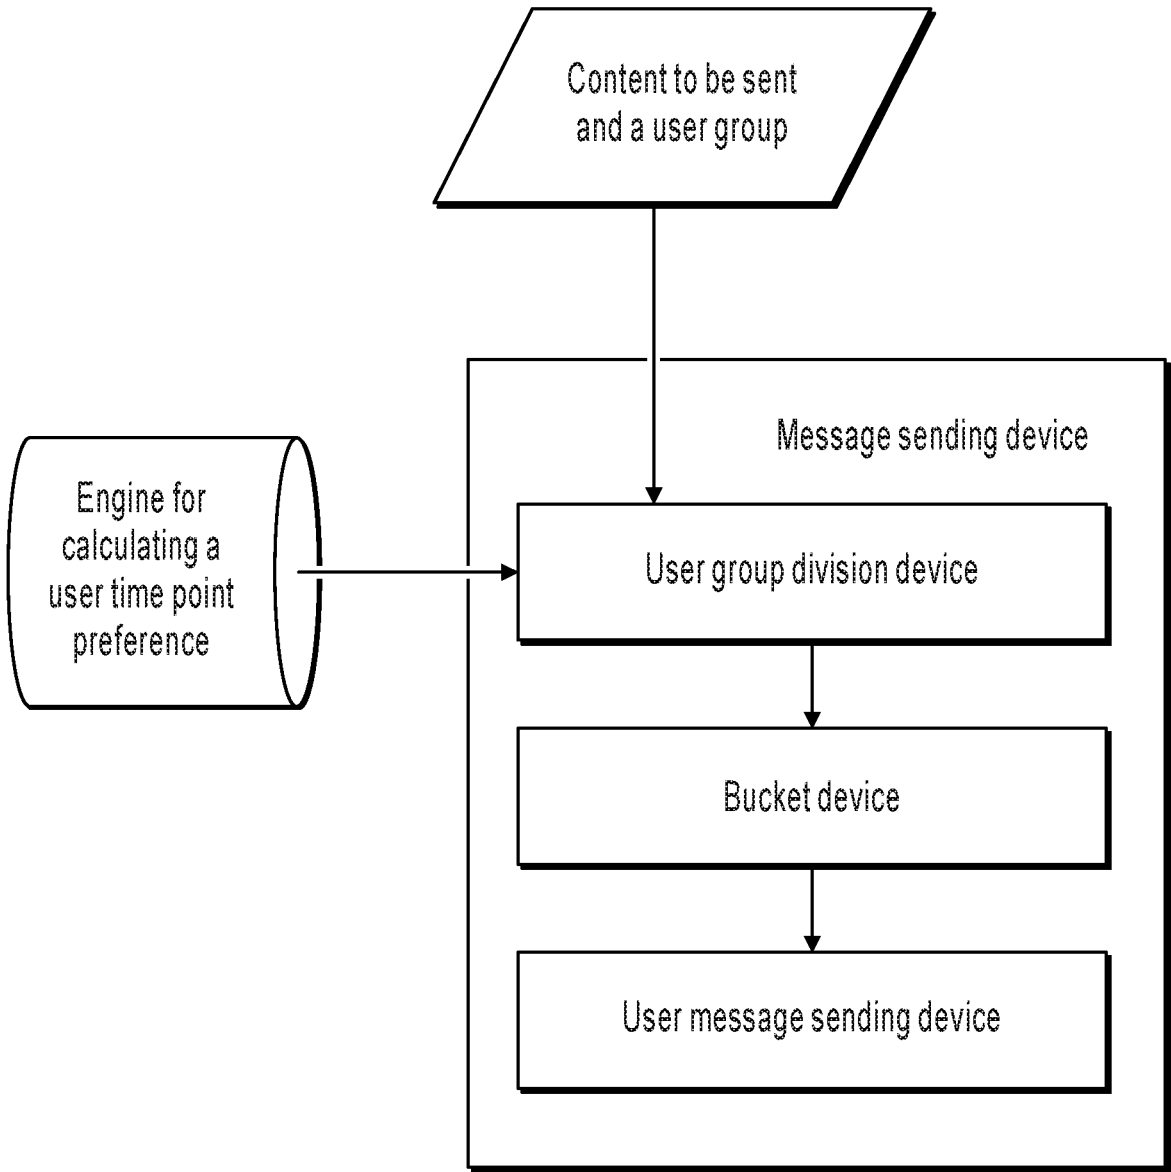 Content to be sent
and a user group
Message sending device
Engine for
calculating a
user time point
preference
User group division device
Bucket device
User message sending device